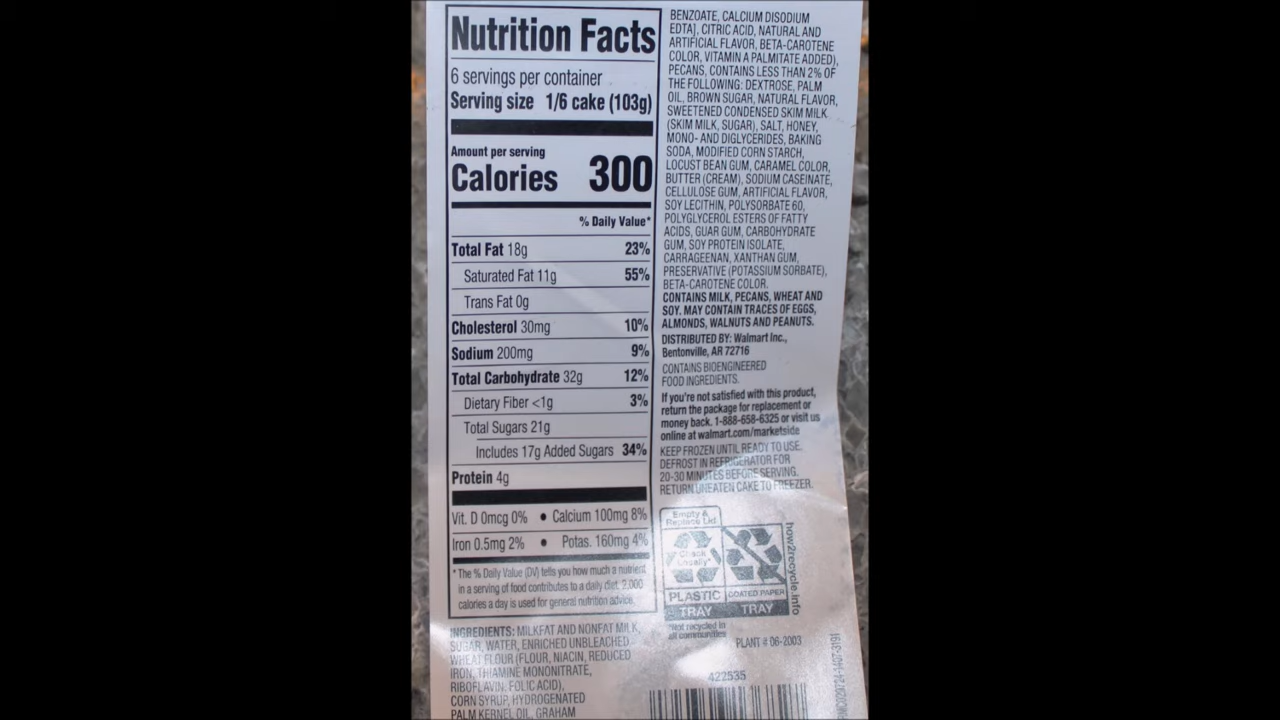 Nutrition Facts
6 servings per container
Serving size 1/6 cake (103g)
Amount per serving
Calories 300
% Daily Value*
Total Fat 18g 23%
Saturated Fat 11g 55%
Trans Fat 0g
Cholesterol 30mg 10%
Sodium 200mg 9%
Total Carbohydrate 32g 12%
Dietary Fiber <1g 3%
Total Sugars 21g
Includes 17g Added Sugars 34%
Protein 4g
Vit. D 0mcg 0% • Calcium 100mg 8%
Iron 0.5mg 2% • Potas. 160mg 4%
* The % Daily Value (DV) tells you how much a nutrient
in a serving of food contributes to a daily diet. 2,000
calories a day is used for general nutrition advice.
INGREDIENTS: MILKFAT AND NONFAT MILK,
SUGAR, WATER, ENRICHED UNBLEACHED
WHEAT FLOUR (FLOUR, NIACIN, REDUCED
IRON, THIAMINE MONONITRATE,
RIBOFLAVIN, FOLIC ACID),
CORN SYRUP, HYDROGENATED
PALM KERNEL OIL, GRAHAM
BENZOATE, CALCIUM DISODIUM
EDTA], CITRIC ACID, NATURAL AND
ARTIFICIAL FLAVOR, BETA-CAROTENE
COLOR, VITAMIN A PALMITATE ADDED),
PECANS, CONTAINS LESS THAN 2% OF
THE FOLLOWING: DEXTROSE, PALM
OIL, BROWN SUGAR, NATURAL FLAVOR,
SWEETENED CONDENSED SKIM MILK
(SKIM MILK, SUGAR), SALT, HONEY,
MONO- AND DIGLYCERIDES, BAKING
SODA, MODIFIED CORN STARCH,
LOCUST BEAN GUM, CARAMEL COLOR,
BUTTER (CREAM), SODIUM CASEINATE,
CELLULOSE GUM, ARTIFICIAL FLAVOR,
SOY LECITHIN, POLYSORBATE 60,
POLYGLYCEROL ESTERS OF FATTY
ACIDS, GUAR GUM, CARBOHYDRATE
GUM, SOY PROTEIN ISOLATE,
CARRAGEENAN, XANTHAN GUM,
PRESERVATIVE (POTASSIUM SORBATE),
BETA-CAROTENE COLOR.
CONTAINS MILK, PECANS, WHEAT AND
SOY. MAY CONTAIN TRACES OF EGGS,
ALMONDS, WALNUTS AND PEANUTS.
DISTRIBUTED BY: Walmart Inc.,
Bentonville, AR 72716
CONTAINS BIOENGINEERED
FOOD INGREDIENTS.
If you're not satisfied with this product,
return the package for replacement or
money back. 1-888-658-6325 or visit us
online at walmart.com/marketside
KEEP FROZEN UNTIL READY TO USE.
DEFROST IN REFRIGERATOR FOR
20-30 MINUTES BEFORE SERVING.
RETURN UNEATEN CAKE TO FREEZER.
Empty &
Replace Lid
Check
Locally*
PLASTIC
TRAY
COATED PAPER
TRAY
how2recycle.info
*Not recycled in
all communities
PLANT # 06-2003
422535